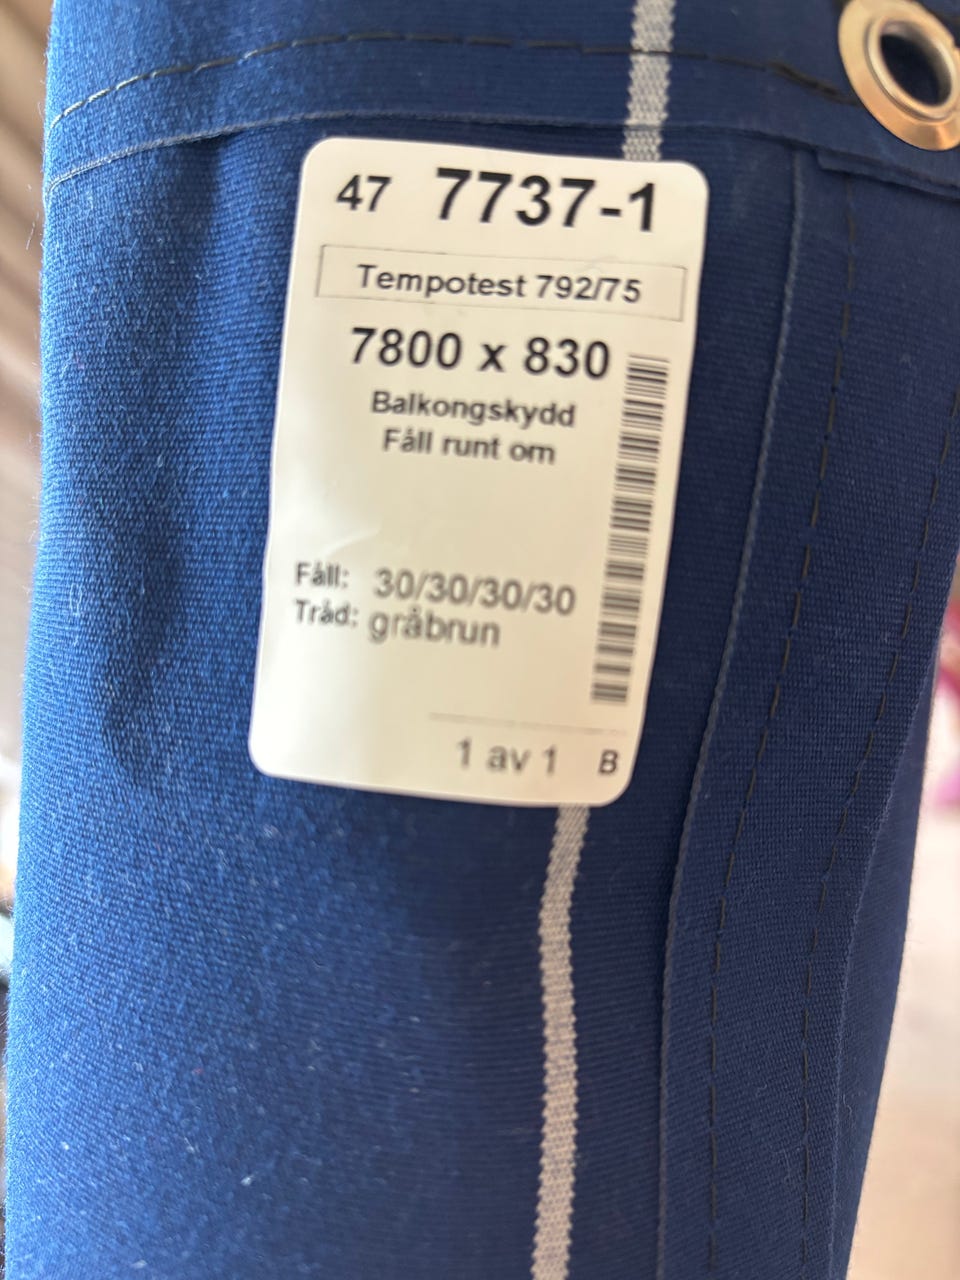 47 7737-1
Tempotest 792/75
7800 x 830
Balkongskydd
Fåll runt om
Fåll: 30/30/30/30
Tråd: gråbrun
1 av 1 B